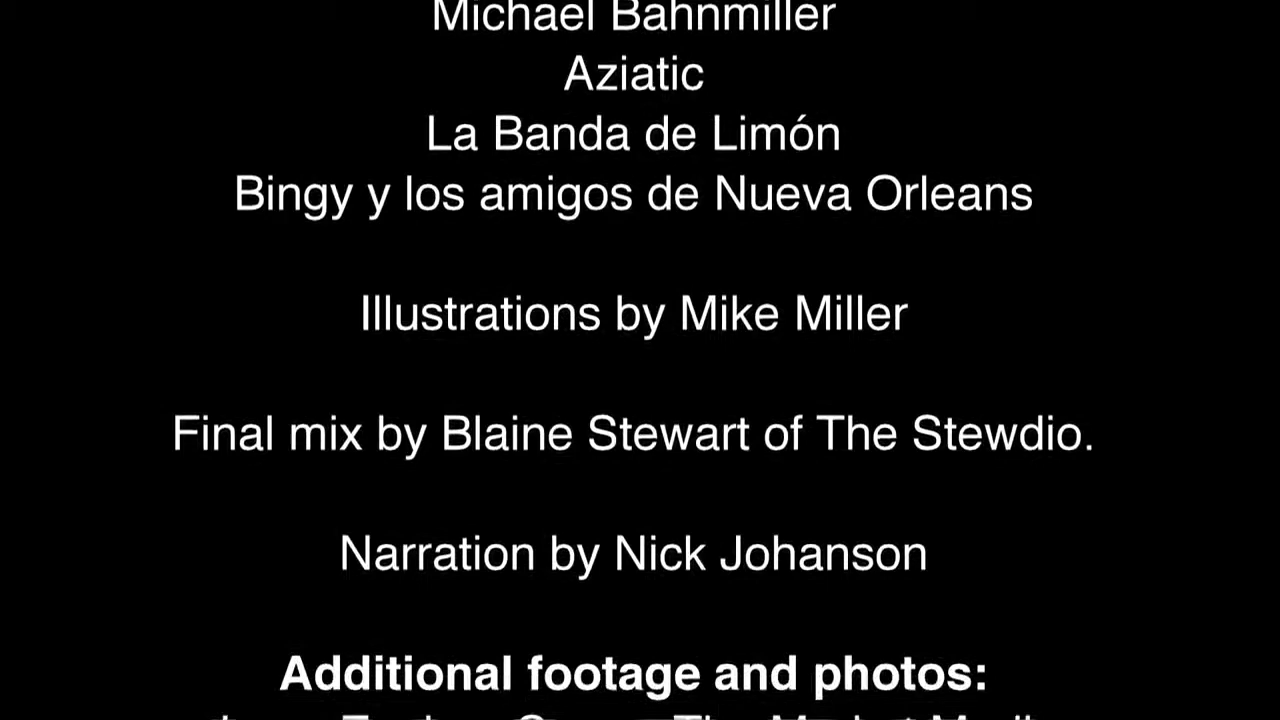 Michael Bahnmiller
Aziatic
La Banda de Limón
Bingy y los amigos de Nueva Orleans
Illustrations by Mike Miller
Final mix by Blaine Stewart of The Stewdio.
Narration by Nick Johanson
Additional footage and photos: